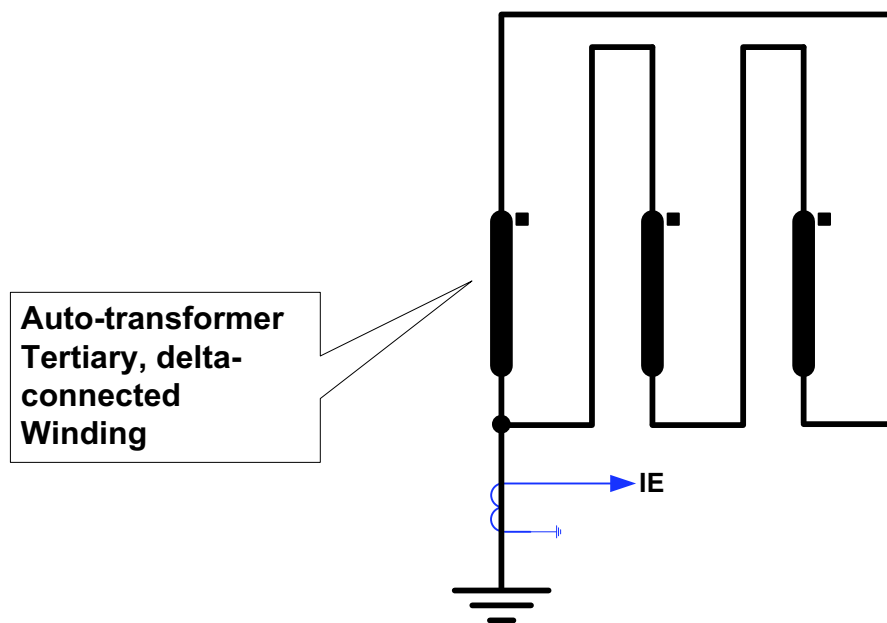 Auto-transformer
Tertiary, delta-
connected
Winding
IE